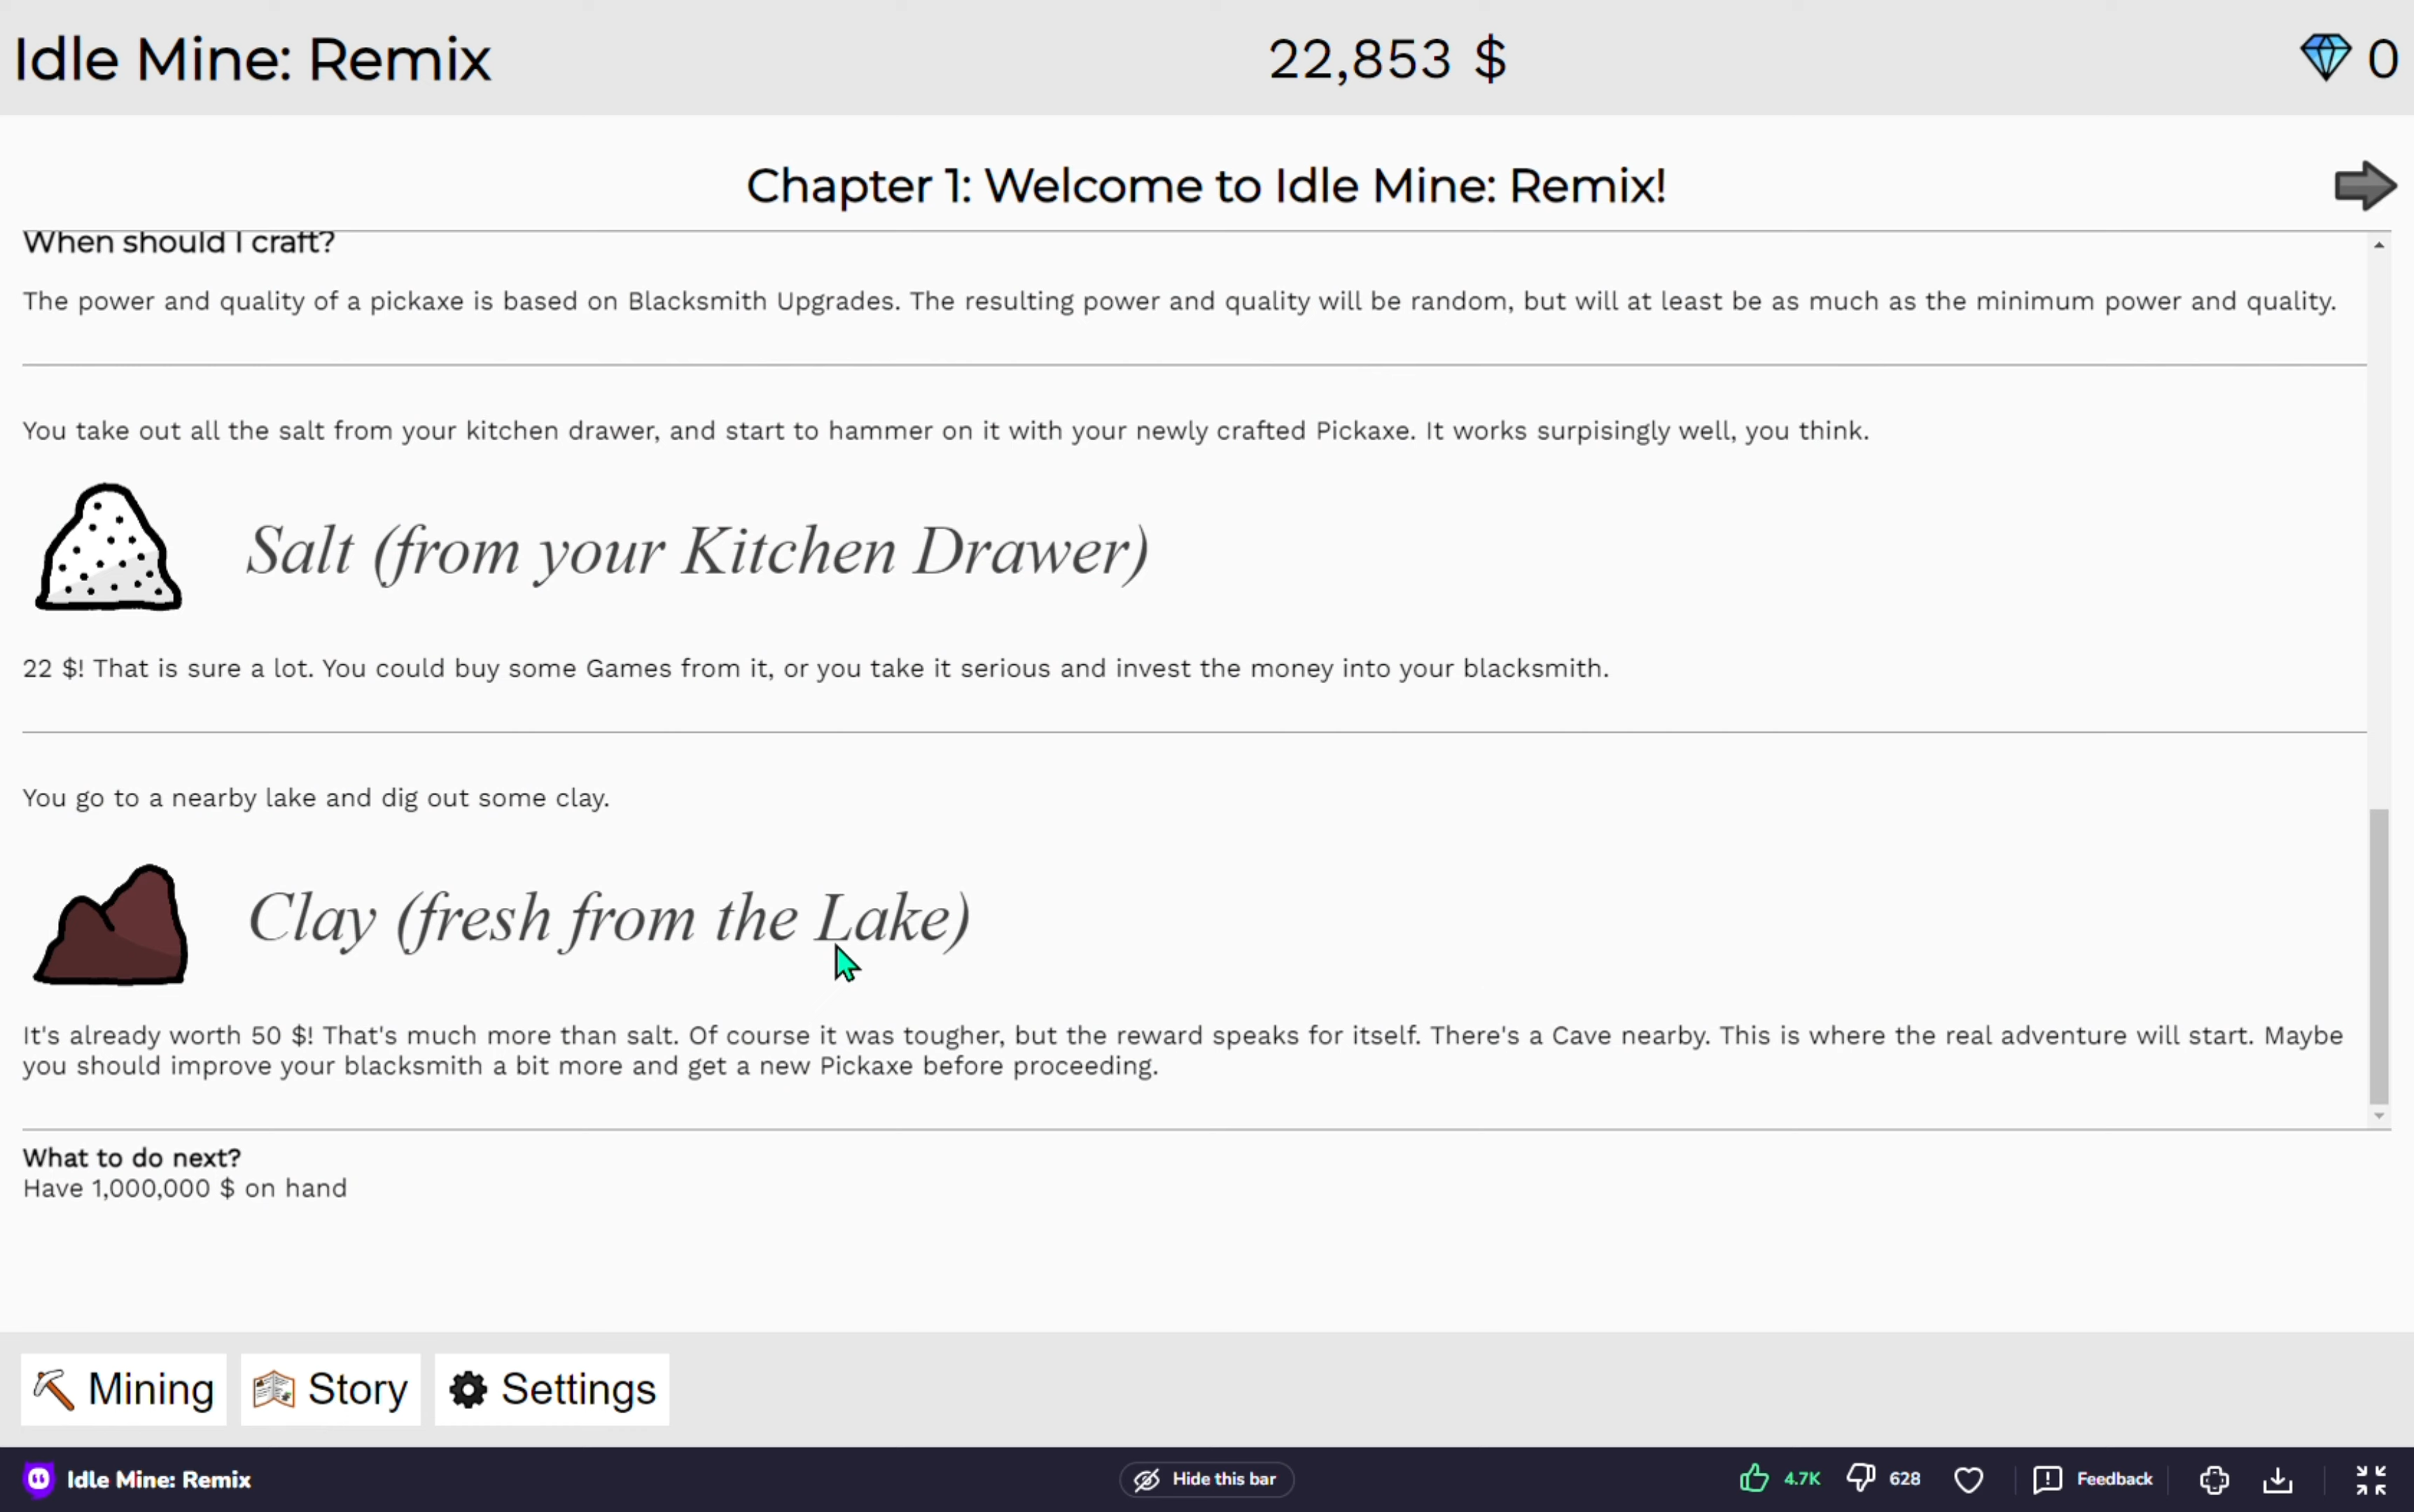 Idle Mine: Remix
22,853 $
0
Chapter 1: Welcome to Idle Mine: Remix!
When should I craft?
The power and quality of a pickaxe is based on Blacksmith Upgrades. The resulting power and quality will be random, but will at least be as much as the minimum power and quality.
You take out all the salt from your kitchen drawer, and start to hammer on it with your newly crafted Pickaxe. It works surpisingly well, you think.
Salt (from your Kitchen Drawer)
22 $! That is sure a lot. You could buy some Games from it, or you take it serious and invest the money into your blacksmith.
You go to a nearby lake and dig out some clay.
Clay (fresh from the Lake)
It's already worth 50 $! That's much more than salt. Of course it was tougher, but the reward speaks for itself. There's a Cave nearby. This is where the real adventure will start. Maybe
you should improve your blacksmith a bit more and get a new Pickaxe before proceeding.
What to do next?
Have 1,000,000 $ on hand
Mining
Story
Settings
Idle Mine: Remix
Hide this bar
4.7K
628
Feedback